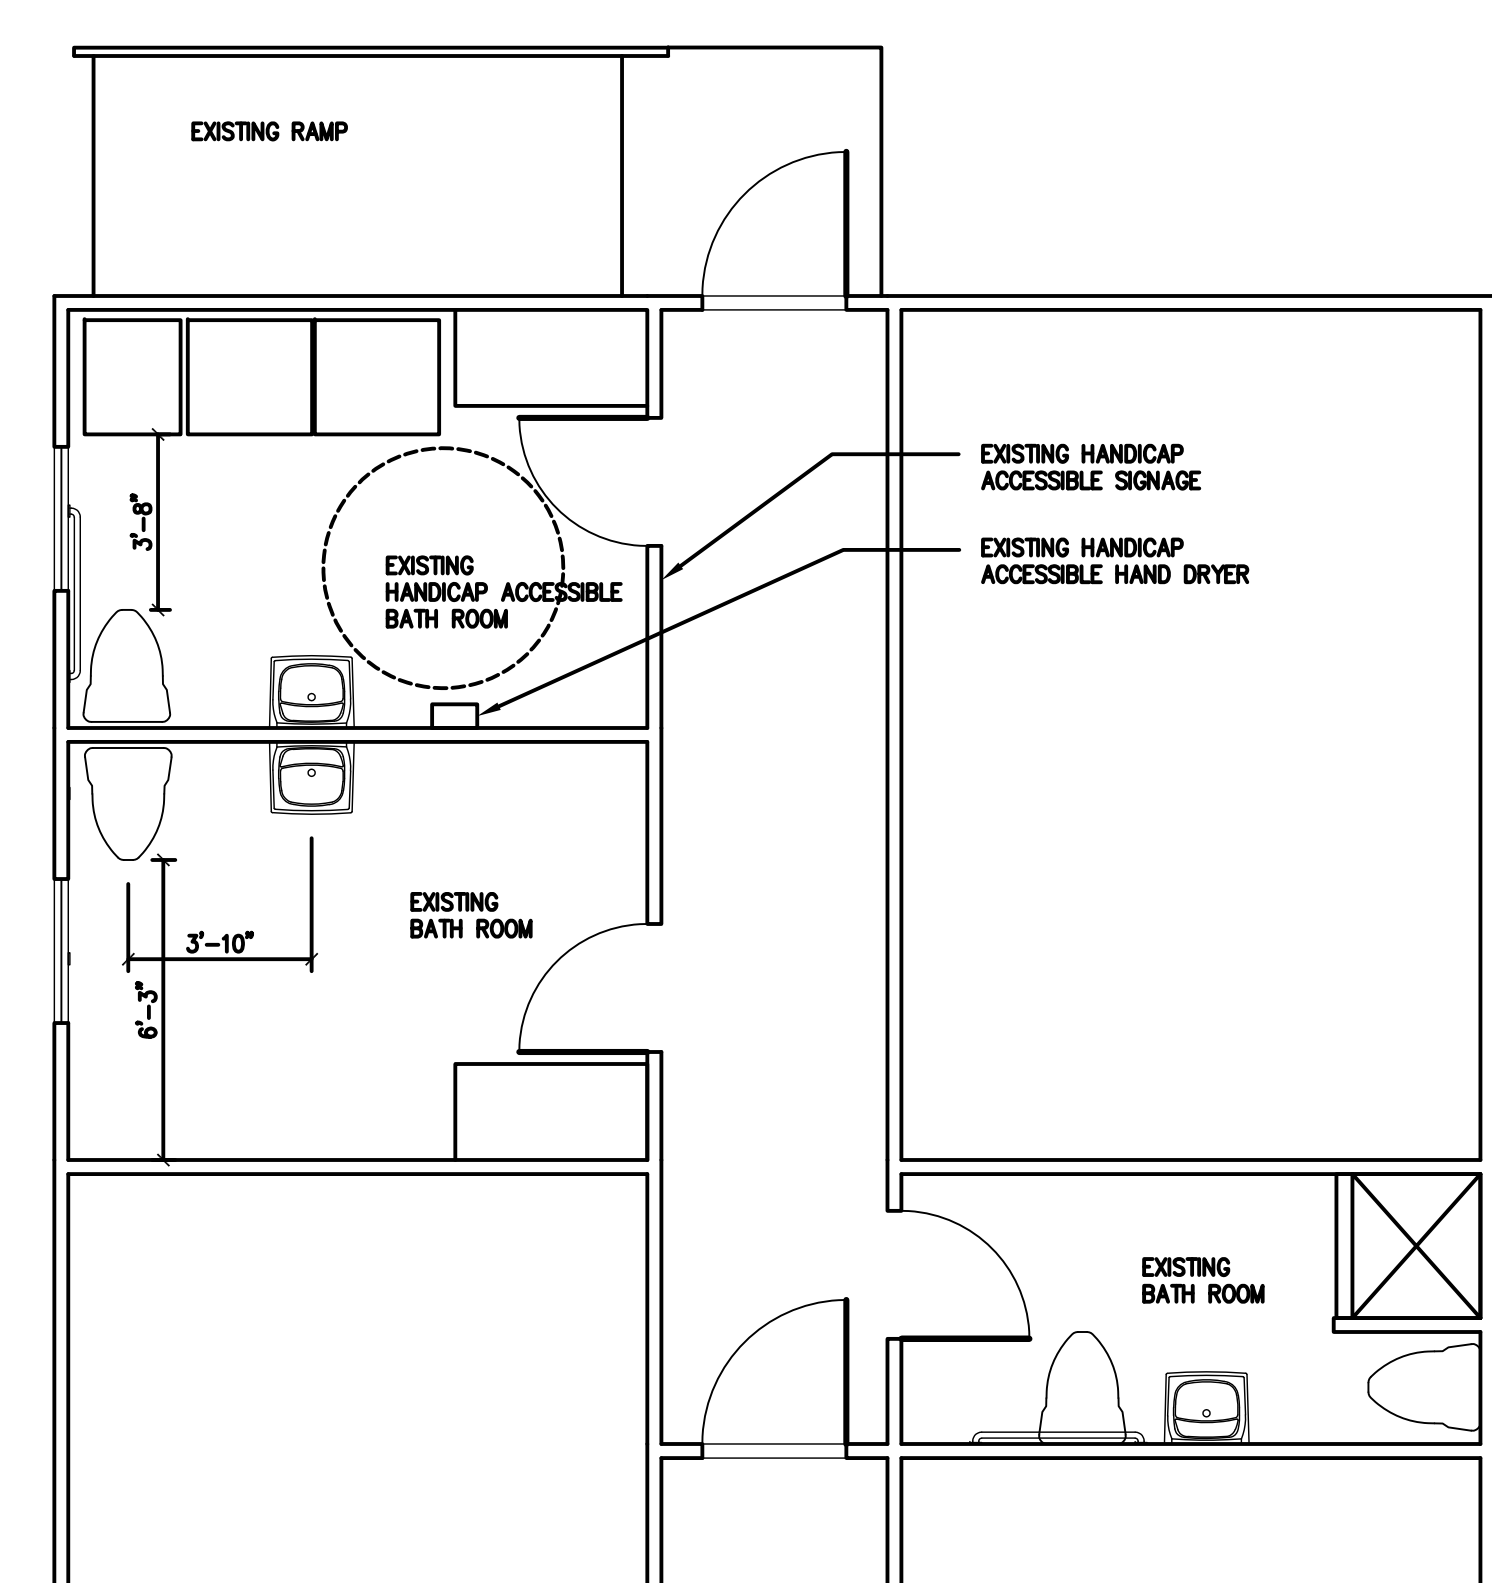 EXISTING RAMP
EXISTING HANDICAP
ACCESSIBLE SIGNAGE
3'-8"
EXISTING HANDICAP
ACCESSIBLE HAND DRYER
EXISTING
HANDICAP ACCESSIBLE
BATH ROOM
EXISTING
BATH ROOM
3'-10"
6'-3"
EXISTING
BATH ROOM